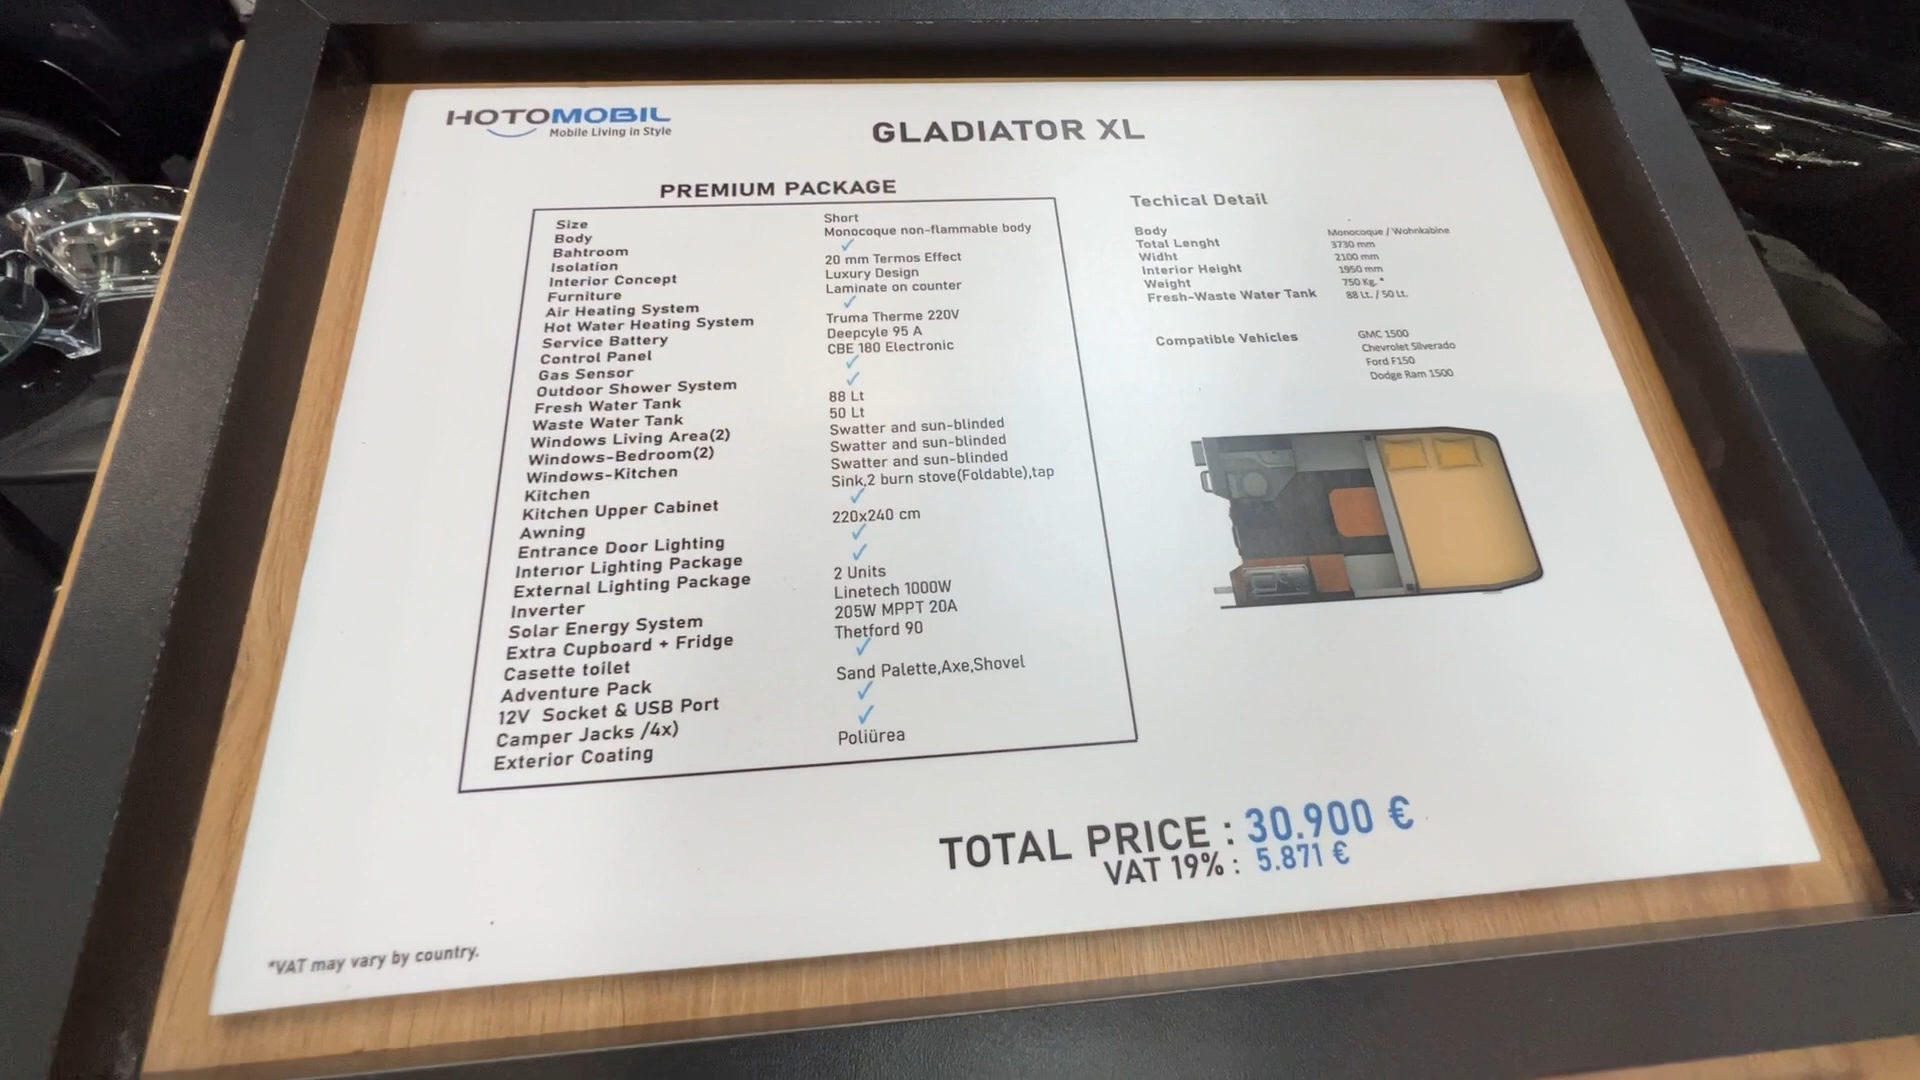 HOTOMOBIL
Mobile Living in Style
GLADIATOR XL
PREMIUM PACKAGE
Size Short
Body Monocoque non-flammable body
Bahtroom ✓
Isolation 20 mm Termos Effect
Interior Concept Luxury Design
Furniture Laminate on counter
Air Heating System ✓
Hot Water Heating System Truma Therme 220V
Service Battery Deepcyle 95 A
Control Panel CBE 180 Electronic
Gas Sensor ✓
Outdoor Shower System ✓
Fresh Water Tank 88 Lt
Waste Water Tank 50 Lt
Windows Living Area(2) Swatter and sun-blinded
Windows-Bedroom(2) Swatter and sun-blinded
Windows-Kitchen Swatter and sun-blinded
Kitchen Sink,2 burn stove(Foldable),tap
Kitchen Upper Cabinet ✓
Awning 220x240 cm
Entrance Door Lighting ✓
Interior Lighting Package ✓
External Lighting Package 2 Units
Inverter Linetech 1000W
Solar Energy System 205W MPPT 20A
Extra Cupboard + Fridge Thetford 90
Casette toilet ✓
Adventure Pack Sand Palette,Axe,Shovel
12V Socket & USB Port ✓
Camper Jacks /4x) ✓
Exterior Coating Poliürea
Techical Detail
Body Monocoque / Wohnkabine
Total Lenght 3730 mm
Widht 2100 mm
Interior Height 1950 mm
Weight 750 Kg. *
Fresh-Waste Water Tank 88 Lt. / 50 Lt.
Compatible Vehicles GMC 1500
Chevrolet Silverado
Ford F150
Dodge Ram 1500
TOTAL PRICE : 30.900 €
VAT 19% : 5.871 €
*VAT may vary by country.